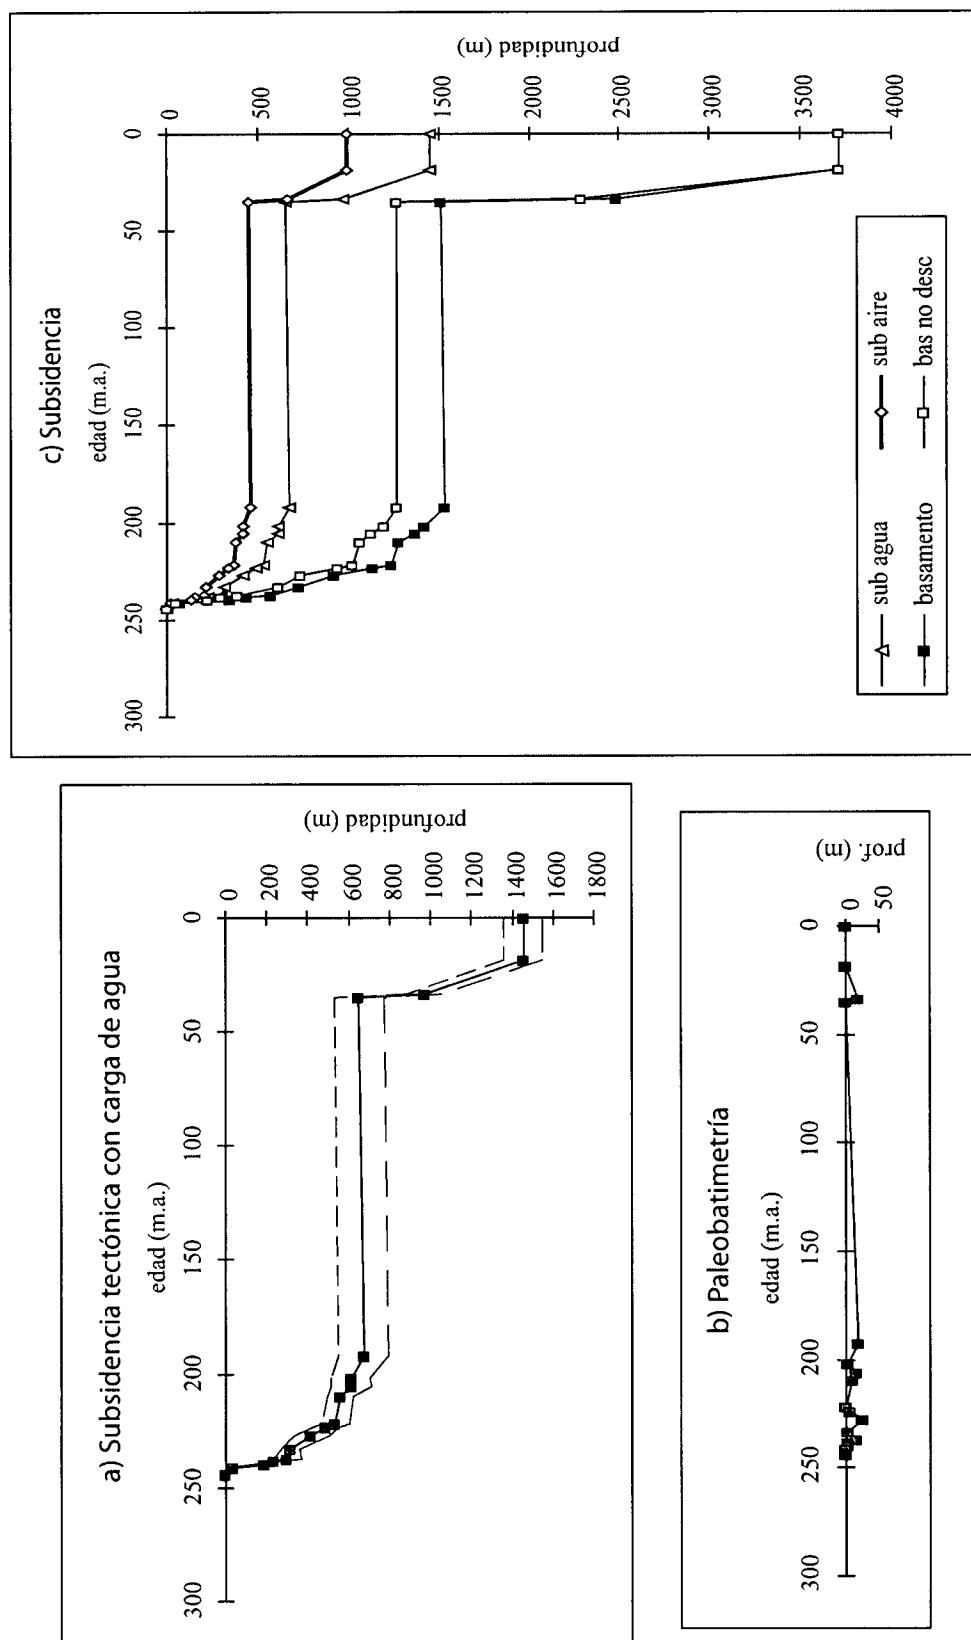 a) Subsidencia tectónica con carga de agua
edad (m.a.)
300 250 200 150 100 50 0
0
200
400
600
800
1000
1200
1400
1600
1800
profundidad (m)
b) Paleobatimetría
edad (m.a.)
300 250 200 150 100 50 0
0
50
prof. (m)
c) Subsidencia
edad (m.a.)
300 250 200 150 100 50 0
0
500
1000
1500
2000
2500
3000
3500
4000
profundidad (m)
sub agua sub aire
basamento bas no desc